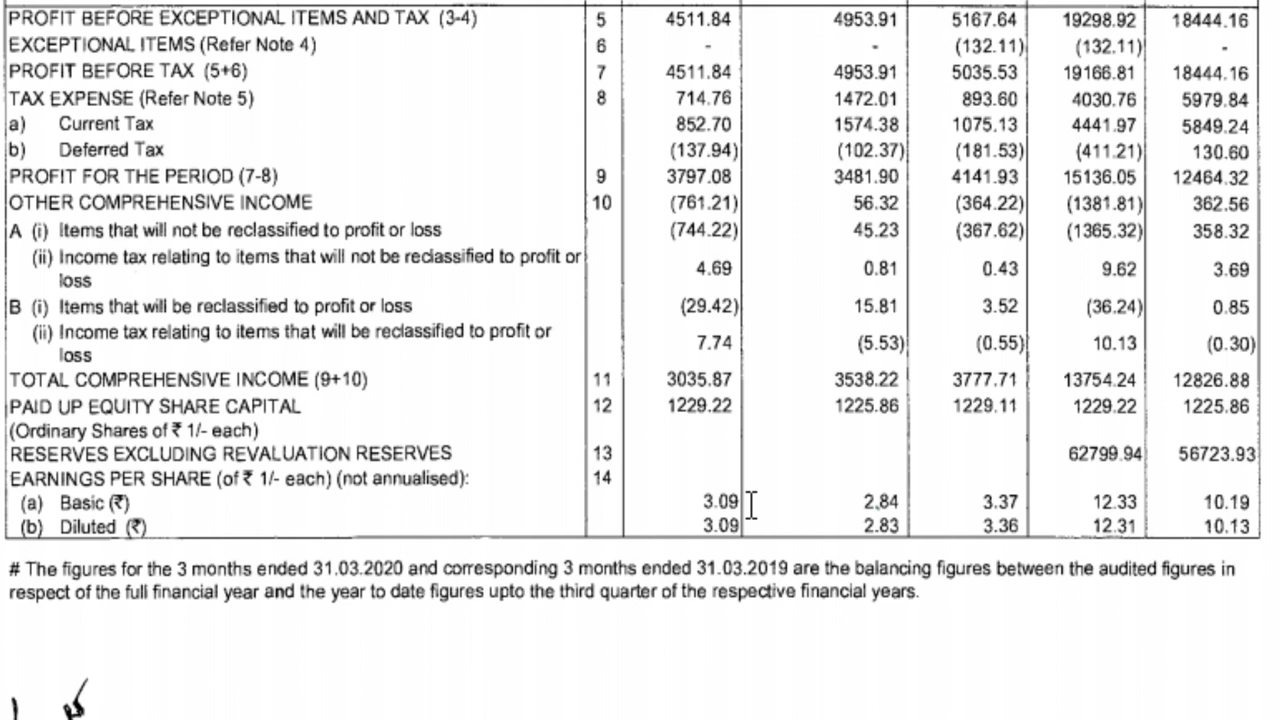 PROFIT BEFORE EXCEPTIONAL ITEMS AND TAX (3-4) 5 4511.84 4953.91 5167.64 19298.92 18444.16
EXCEPTIONAL ITEMS (Refer Note 4) 6 - - (132.11) (132.11) -
PROFIT BEFORE TAX (5+6) 7 4511.84 4953.91 5035.53 19166.81 18444.16
TAX EXPENSE (Refer Note 5) 8 714.76 1472.01 893.60 4030.76 5979.84
a) Current Tax 852.70 1574.38 1075.13 4441.97 5849.24
b) Deferred Tax (137.94) (102.37) (181.53) (411.21) 130.60
PROFIT FOR THE PERIOD (7-8) 9 3797.08 3481.90 4141.93 15136.05 12464.32
OTHER COMPREHENSIVE INCOME 10 (761.21) 56.32 (364.22) (1381.81) 362.56
A (i) Items that will not be reclassified to profit or loss (744.22) 45.23 (367.62) (1365.32) 358.32
(ii) Income tax relating to items that will not be reclassified to profit or
loss 4.69 0.81 0.43 9.62 3.69
B (i) Items that will be reclassified to profit or loss (29.42) 15.81 3.52 (36.24) 0.85
(ii) Income tax relating to items that will be reclassified to profit or
loss 7.74 (5.53) (0.55) 10.13 (0.30)
TOTAL COMPREHENSIVE INCOME (9+10) 11 3035.87 3538.22 3777.71 13754.24 12826.88
PAID UP EQUITY SHARE CAPITAL 12 1229.22 1225.86 1229.11 1229.22 1225.86
(Ordinary Shares of ₹ 1/- each)
RESERVES EXCLUDING REVALUATION RESERVES 13 62799.94 56723.93
EARNINGS PER SHARE (of ₹ 1/- each) (not annualised): 14
(a) Basic (₹) 3.09 2.84 3.37 12.33 10.19
(b) Diluted (₹) 3.09 2.83 3.36 12.31 10.13
# The figures for the 3 months ended 31.03.2020 and corresponding 3 months ended 31.03.2019 are the balancing figures between the audited figures in
respect of the full financial year and the year to date figures upto the third quarter of the respective financial years.